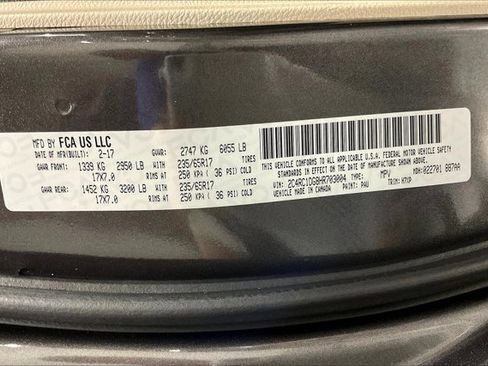 MFD BY FCA US LLC
DATE OF MFR(BUILT): 2-17 GVWR: 2747 KG 6055 LB
GAWR FRONT: 1339 KG 2950 LB WITH 235/65R17 TIRES
17X7.0 RIMS AT 250 KPA ( 36 PSI) COLD
GAWR REAR: 1452 KG 3200 LB WITH 235/65R17 TIRES
17X7.0 RIMS AT 250 KPA ( 36 PSI) COLD
THIS VEHICLE CONFORMS TO ALL APPLICABLE U.S.A. FEDERAL MOTOR VEHICLE SAFETY
STANDARDS IN EFFECT ON THE DATE OF MANUFACTURE SHOWN ABOVE.
VIN: 2C4RC1DG8HR703004 TYPE: MPV MDH: 022701 887AA
VEHICLE MADE IN CANADA PAINT: PAU TRIM: